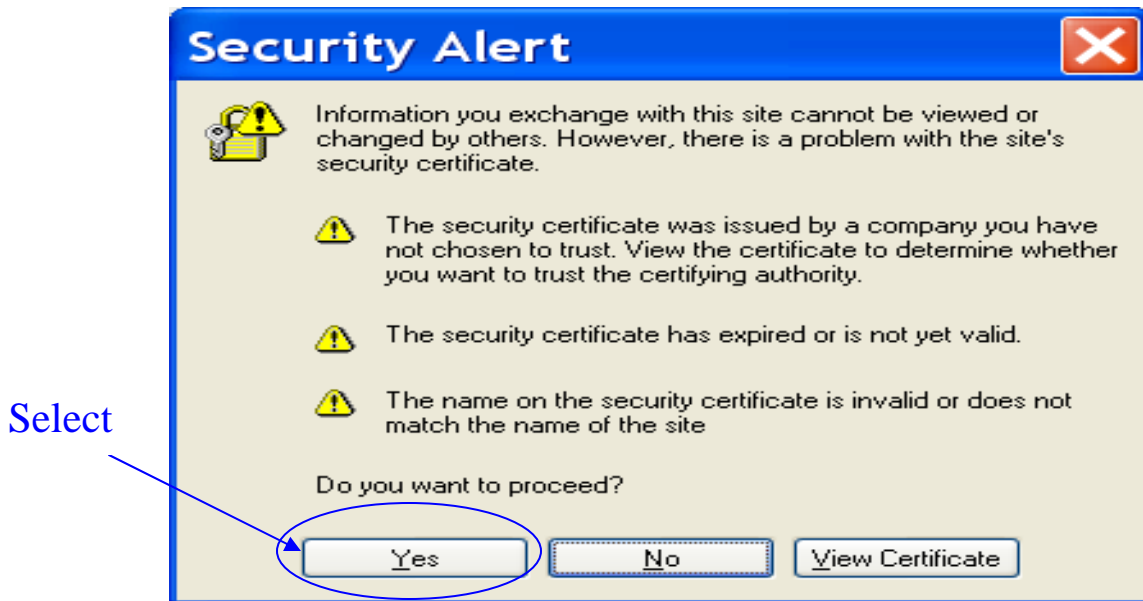 Security Alert
Information you exchange with this site cannot be viewed or
changed by others. However, there is a problem with the site's
security certificate.
The security certificate was issued by a company you have
not chosen to trust. View the certificate to determine whether
you want to trust the certifying authority.
The security certificate has expired or is not yet valid.
The name on the security certificate is invalid or does not
match the name of the site
Select
Do you want to proceed?
Yes No View Certificate